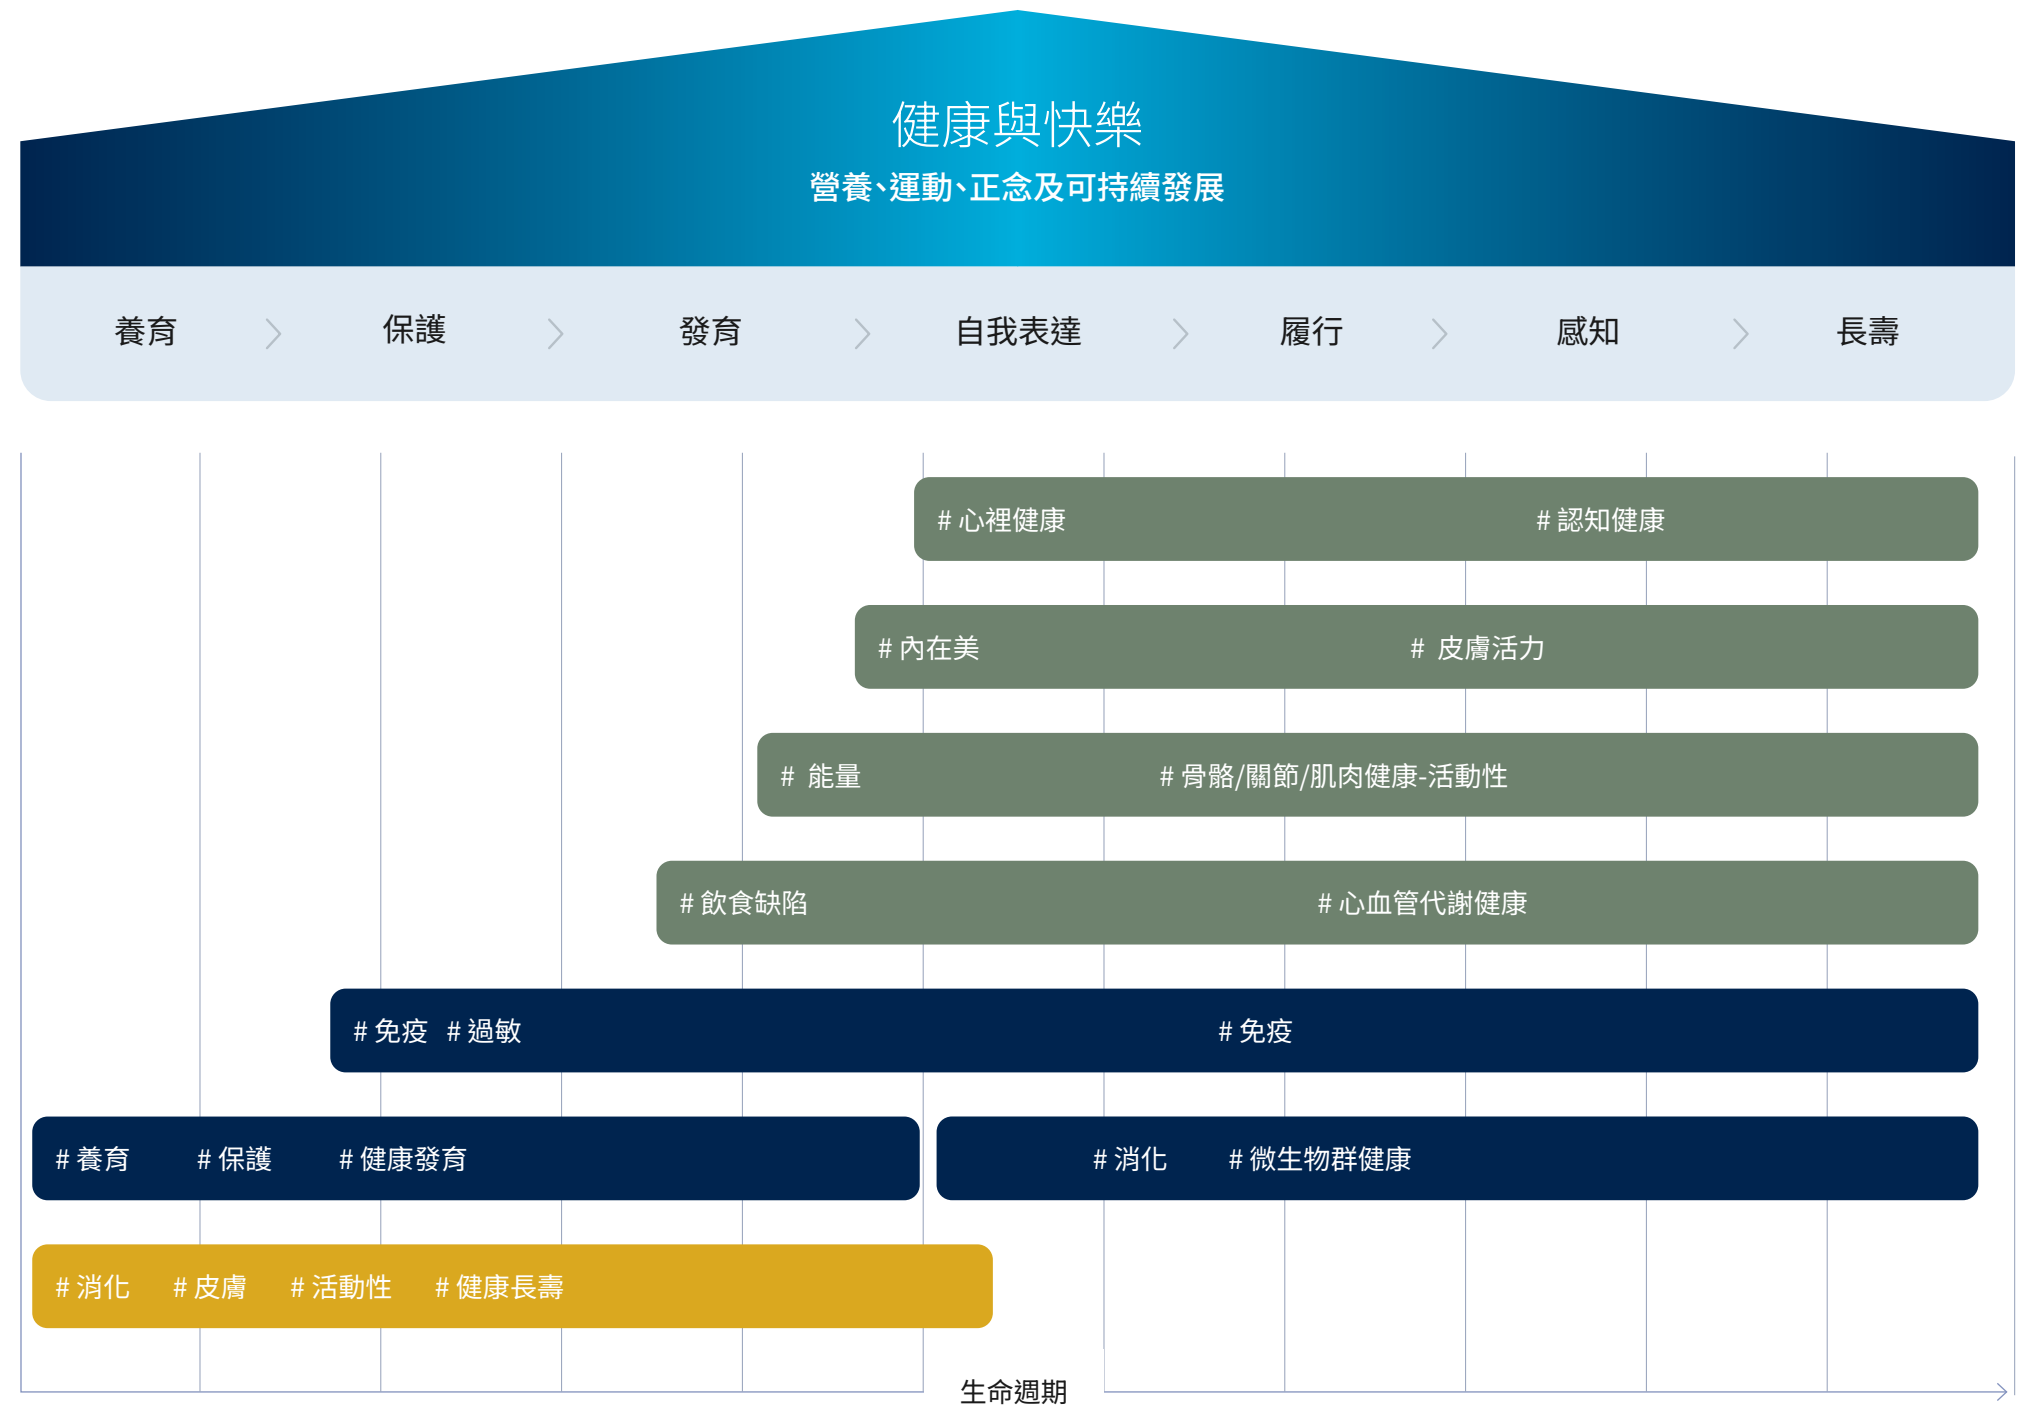 健康與快樂
營養、運動、正念及可持續發展
養育 保護 發育 自我表達 履行 感知 長壽
# 心裡健康 # 認知健康
# 內在美 # 皮膚活力
# 能量 # 骨骼/關節/肌肉健康-活動性
# 飲食缺陷 # 心血管代謝健康
# 免疫 # 過敏 # 免疫
# 養育 # 保護 # 健康發育 # 消化 # 微生物群健康
# 消化 # 皮膚 # 活動性 # 健康長壽
生命週期